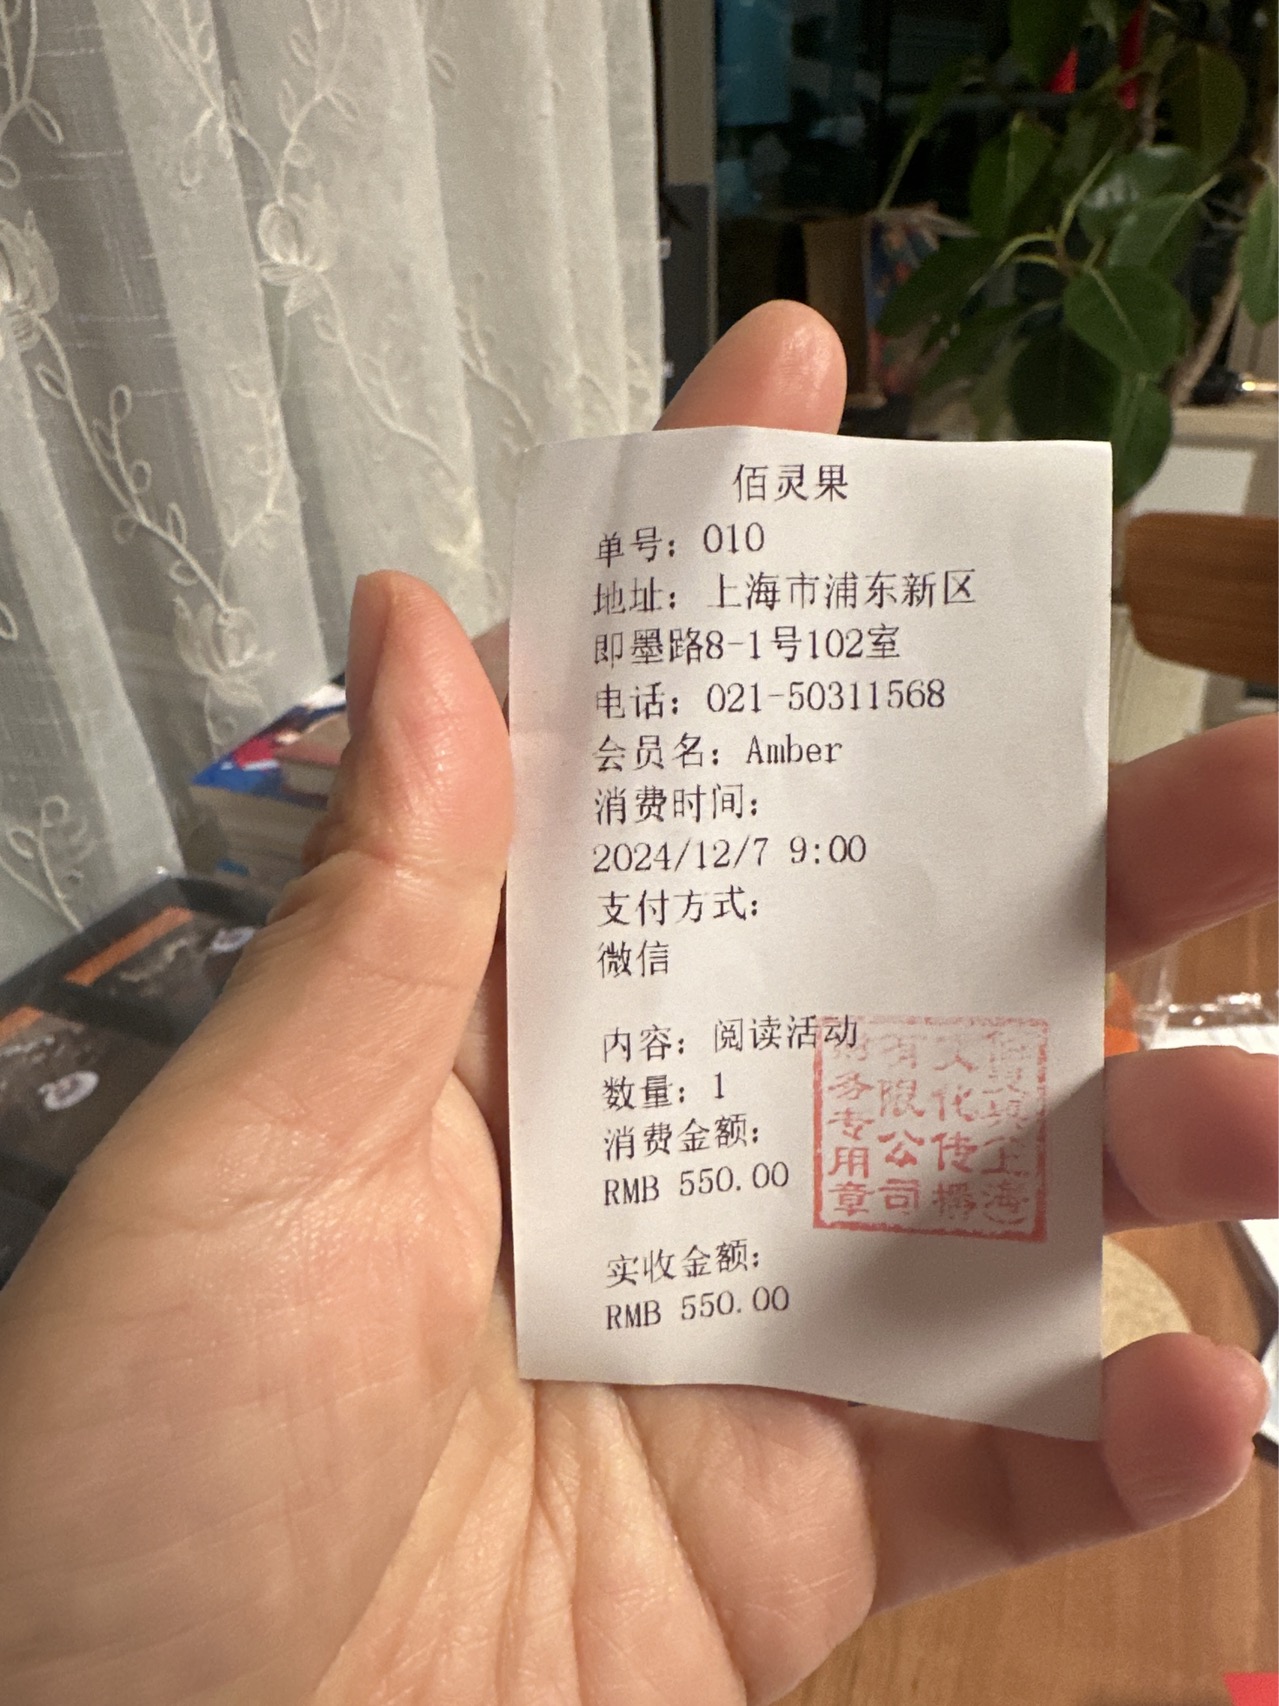 佰灵果
单号：010
地址：上海市浦东新区
即墨路8-1号102室
电话：021-50311568
会员名：Amber
消费时间：
2024/12/7 9:00
支付方式：
微信
内容：阅读活动
数量：1
消费金额：
RMB 550.00
实收金额：
RMB 550.00
上海）
文化传播
有限公司
财务专用章